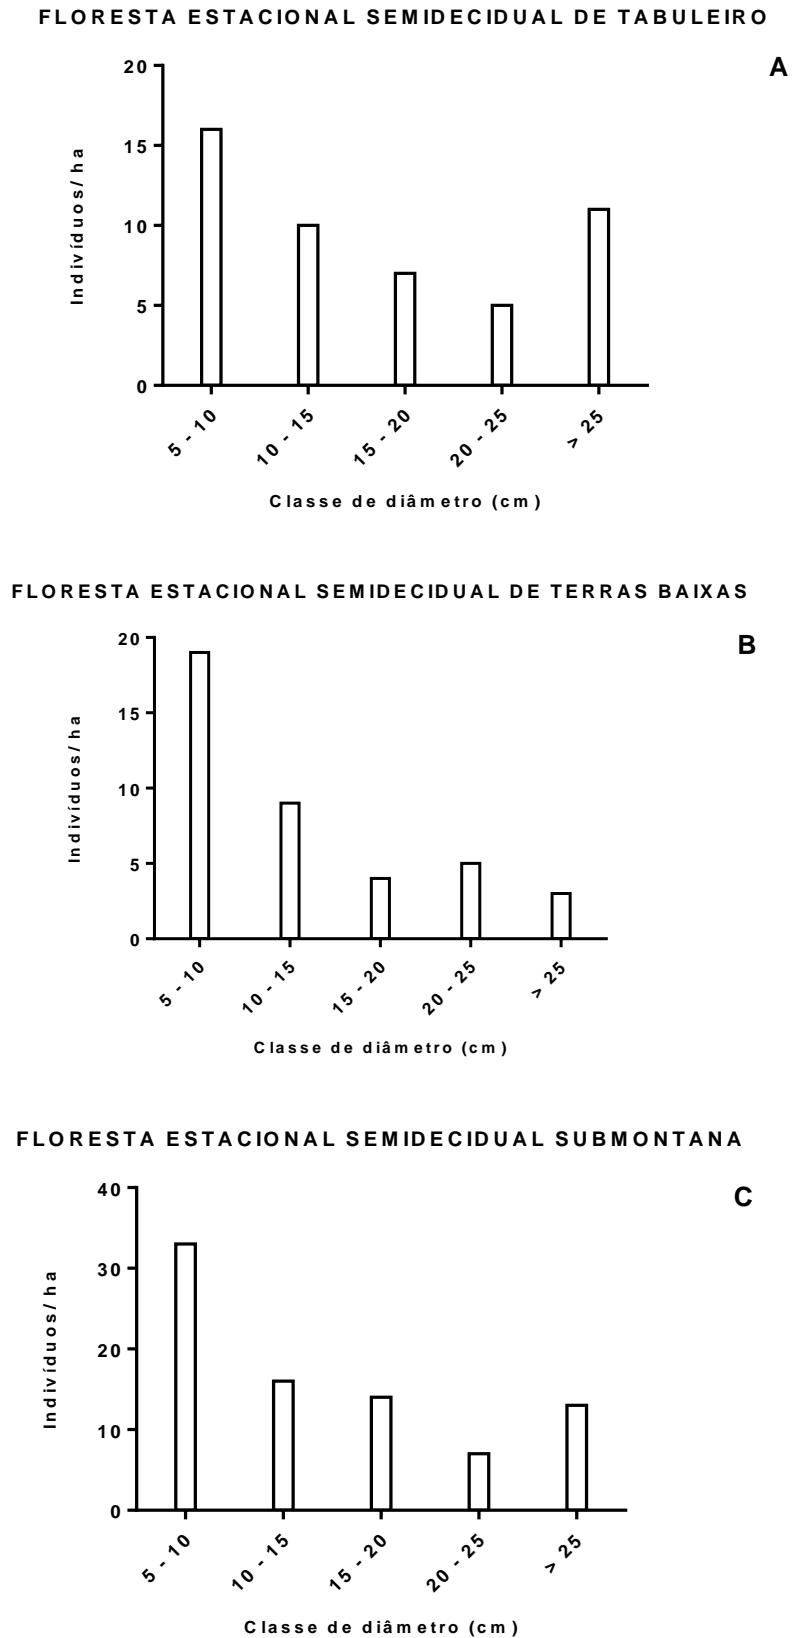 FLORESTA ESTACIONAL SEMIDECIDUAL DE TABULEIRO
A
20
15
10
5
0
Indivíduos/ha
5 - 10
10 - 15
15 - 20
20 - 25
> 25
Classe de diâmetro (cm)
FLORESTA ESTACIONAL SEMIDECIDUAL DE TERRAS BAIXAS
B
20
15
10
5
0
Indivíduos/ha
5 - 10
10 - 15
15 - 20
20 - 25
> 25
Classe de diâmetro (cm)
FLORESTA ESTACIONAL SEMIDECIDUAL SUBMONTANA
C
40
30
20
10
0
Indivíduos/ha
5 - 10
10 - 15
15 - 20
20 - 25
> 25
Classe de diâmetro (cm)